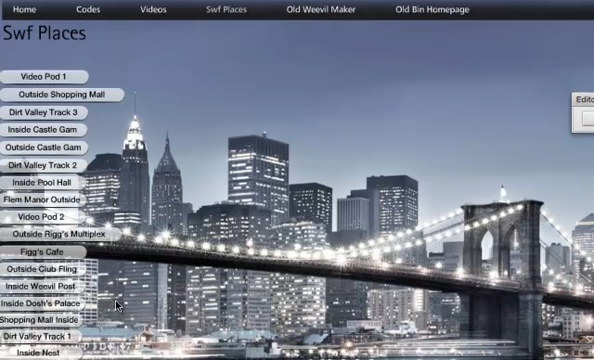 Home Codes Videos Swf Places Old Weevil Maker Old Bin Homepage
Swf Places
Video Pod 1
Outside Shopping Mall
Editor
Dirt Valley Track 3
Inside Castle Gam
Outside Castle Gam
Dirt Valley Track 2
Inside Pool Hall
Flem Manor Outside
Video Pod 2
Outside Rigg's Multiplex
Figg's Cafe
Outside Club Fling
Inside Weevil Post
Inside Dosh's Palace
Shopping Mall Inside
Dirt Valley Track 1
Inside Nest